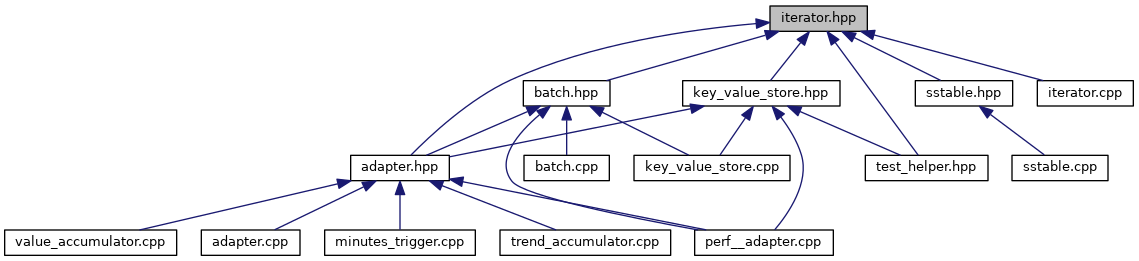 iterator.hpp
batch.hpp
key_value_store.hpp
sstable.hpp
iterator.cpp
adapter.hpp
batch.cpp
key_value_store.cpp
test_helper.hpp
sstable.cpp
value_accumulator.cpp
adapter.cpp
minutes_trigger.cpp
trend_accumulator.cpp
perf__adapter.cpp